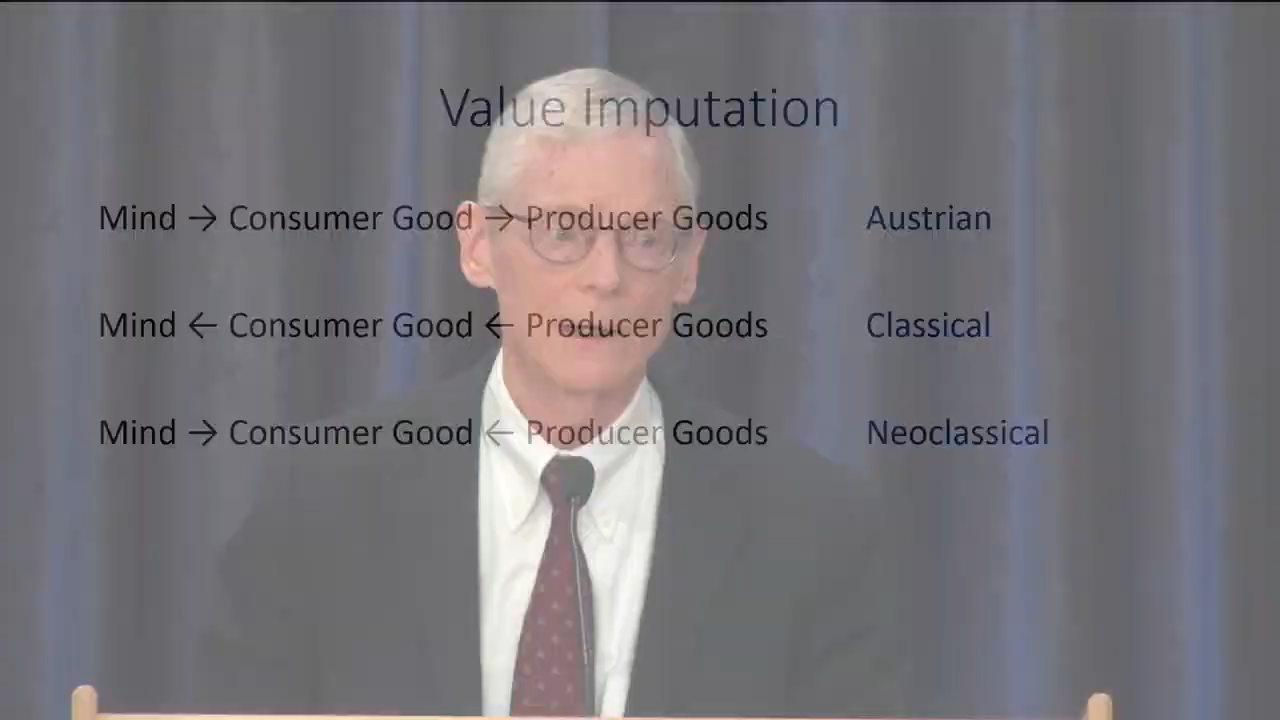 Value Imputation
Mind → Consumer Good → Producer Goods Austrian
Mind ← Consumer Good ← Producer Goods Classical
Mind → Consumer Good ← Producer Goods Neoclassical